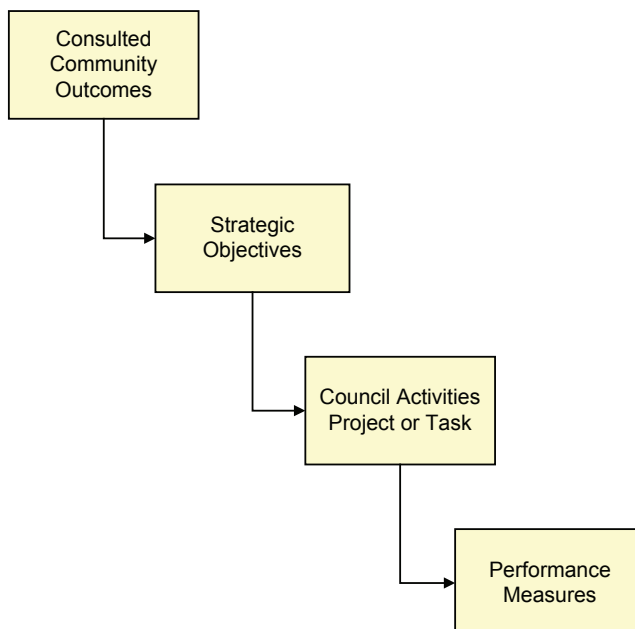 Consulted
Community
Outcomes
Strategic
Objectives
Council Activities
Project or Task
Performance
Measures